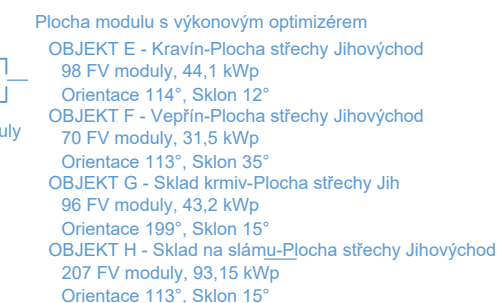 Plocha modulu s výkonovým optimizérem
OBJEKT E - Kravín-Plocha střechy Jihovýchod
98 FV moduly, 44,1 kWp
Orientace 114°, Sklon 12°
OBJEKT F - Vepřín-Plocha střechy Jihovýchod
70 FV moduly, 31,5 kWp
Orientace 113°, Sklon 35°
OBJEKT G - Sklad krmiv-Plocha střechy Jih
96 FV moduly, 43,2 kWp
Orientace 199°, Sklon 15°
OBJEKT H - Sklad na slámu-Plocha střechy Jihovýchod
207 FV moduly, 93,15 kWp
Orientace 113°, Sklon 15°